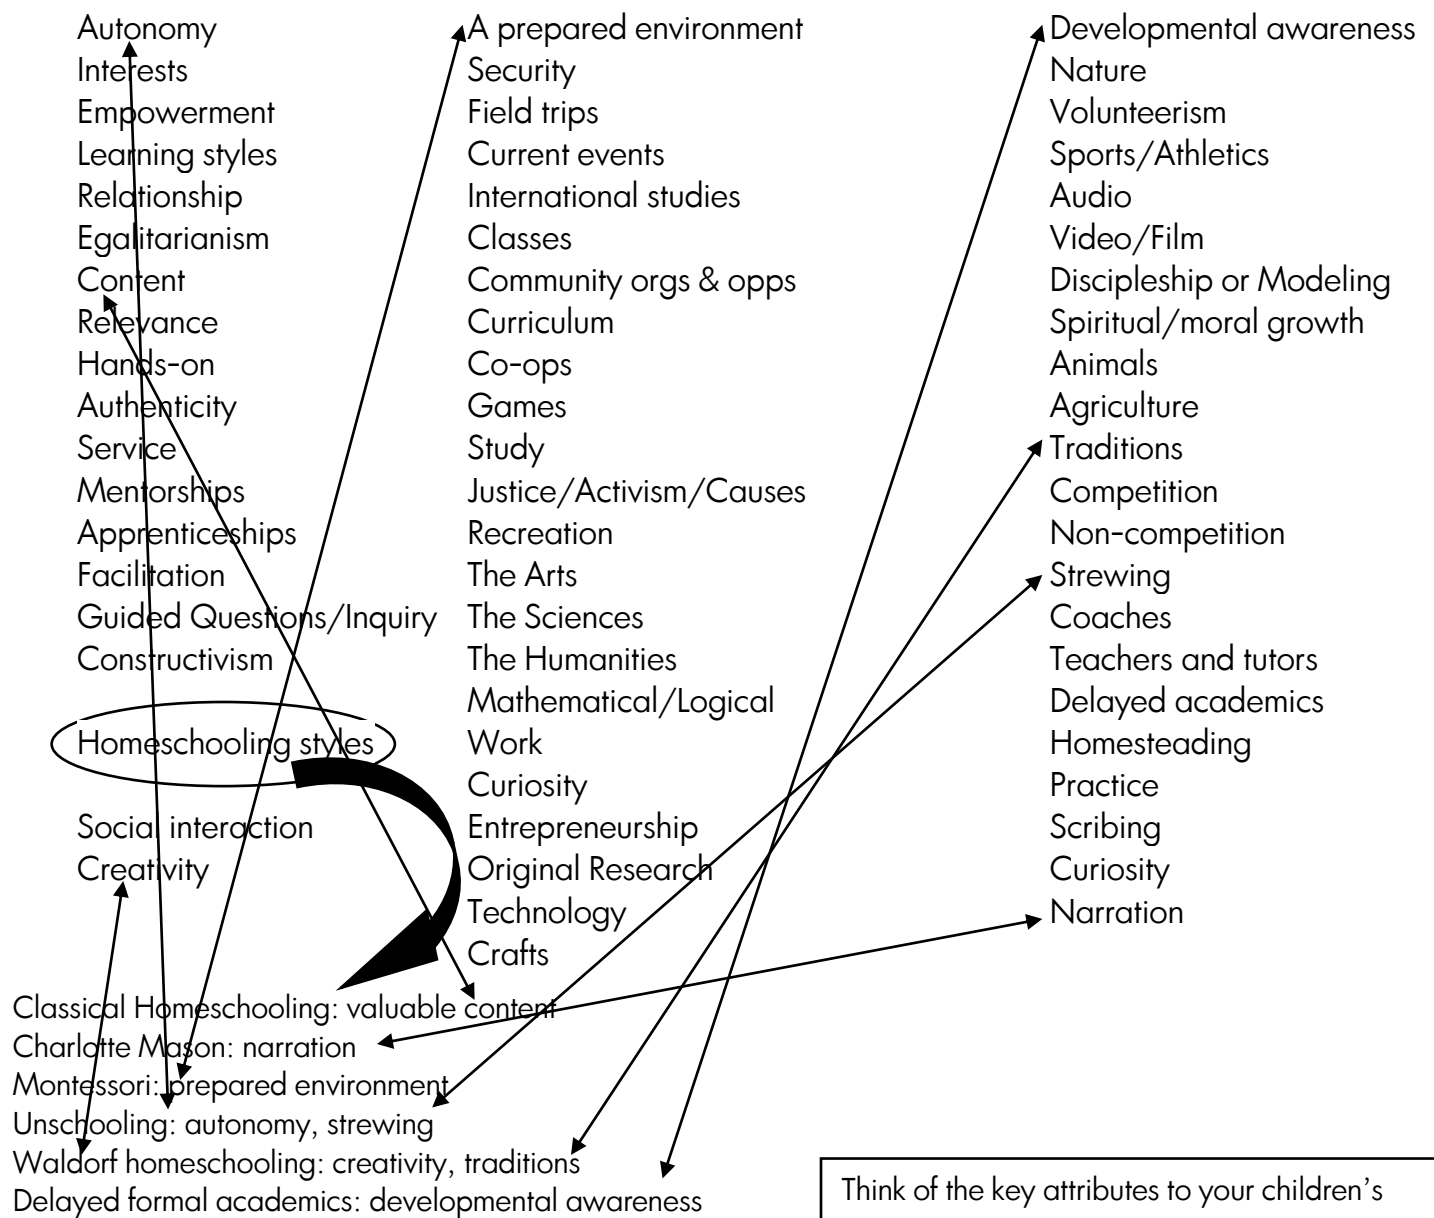 Autonomy
Interests
Empowerment
Learning styles
Relationship
Egalitarianism
Content
Relevance
Hands-on
Authenticity
Service
Mentorships
Apprenticeships
Facilitation
Guided Questions/Inquiry
Constructivism
Homeschooling styles
Social interaction
Creativity
A prepared environment
Security
Field trips
Current events
International studies
Classes
Community orgs & opps
Curriculum
Co-ops
Games
Study
Justice/Activism/Causes
Recreation
The Arts
The Sciences
The Humanities
Mathematical/Logical
Work
Curiosity
Entrepreneurship
Original Research
Technology
Crafts
Developmental awareness
Nature
Volunteerism
Sports/Athletics
Audio
Video/Film
Discipleship or Modeling
Spiritual/moral growth
Animals
Agriculture
Traditions
Competition
Non-competition
Strewing
Coaches
Teachers and tutors
Delayed academics
Homesteading
Practice
Scribing
Curiosity
Narration
Classical Homeschooling: valuable content
Charlotte Mason: narration
Montessori: prepared environment
Unschooling: autonomy, strewing
Waldorf homeschooling: creativity, traditions
Delayed formal academics: developmental awareness
Think of the key attributes to your children's